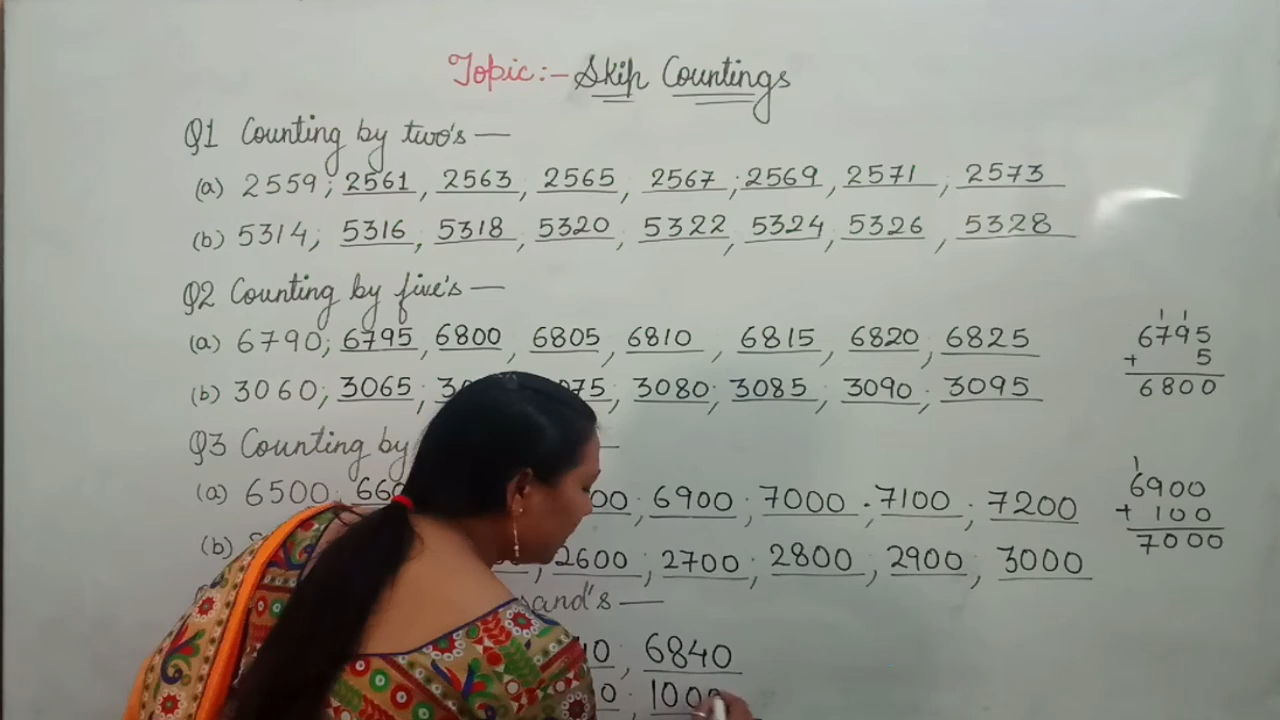 Topic:- Skip Countings
Q1 Counting by two's —
(a) 2559; 2561, 2563, 2565, 2567, 2569, 2571, 2573
(b) 5314; 5316, 5318, 5320, 5322, 5324, 5326, 5328
Q2 Counting by five's —
(a) 6790; 6795, 6800, 6805, 6810, 6815, 6820, 6825
(b) 3060; 3065, 3080; 3085, 3090, 3095
Q3 Counting by —
(a) 6500; 6900; 7000; 7100; 7200
(b) 2600; 2700; 2800, 2900; 3000
6840
1 1
6795
+ 5
6800
1
6900
+ 100
7000